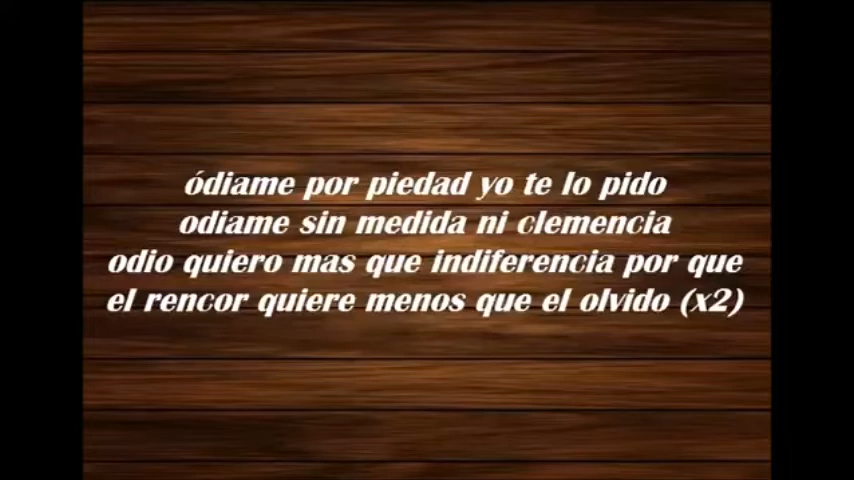 ódiame por piedad yo te lo pido
odiame sin medida ni clemencia
odio quiero mas que indiferencia por que
el rencor quiere menos que el olvido (x2)